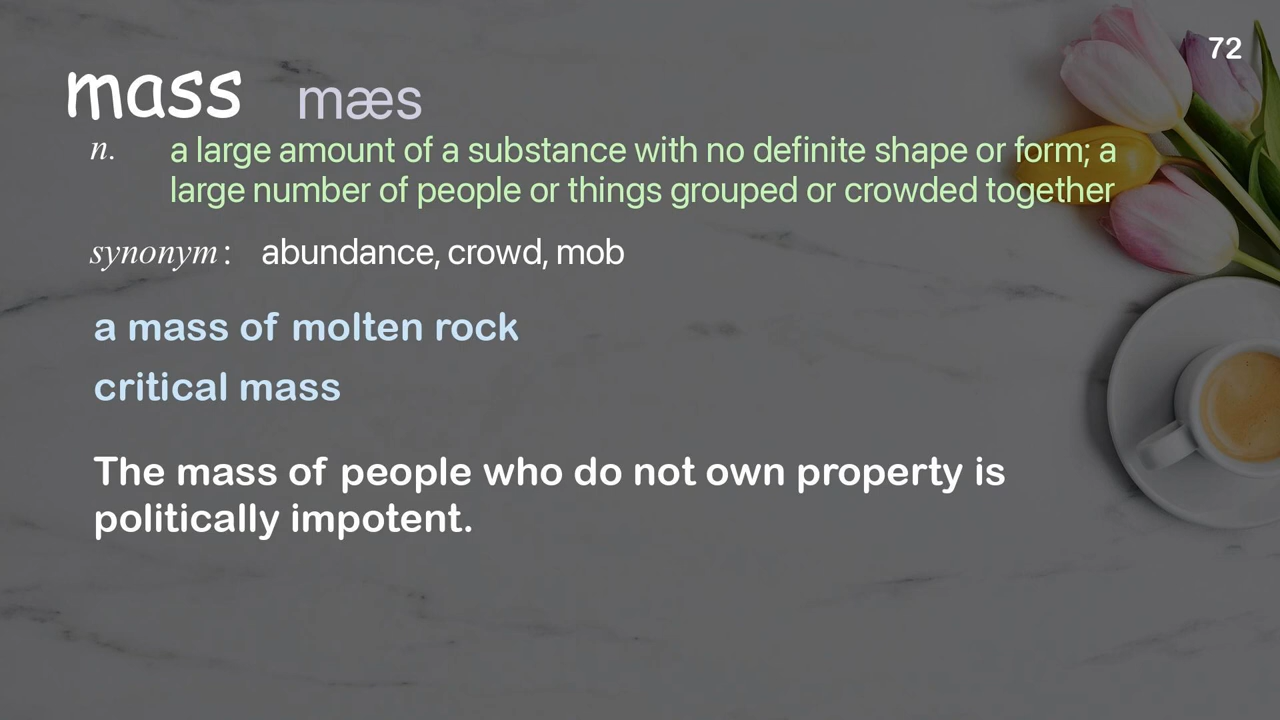 72
mass mæs
n. a large amount of a substance with no definite shape or form; a
large number of people or things grouped or crowded together
synonym: abundance, crowd, mob
a mass of molten rock
critical mass
The mass of people who do not own property is
politically impotent.